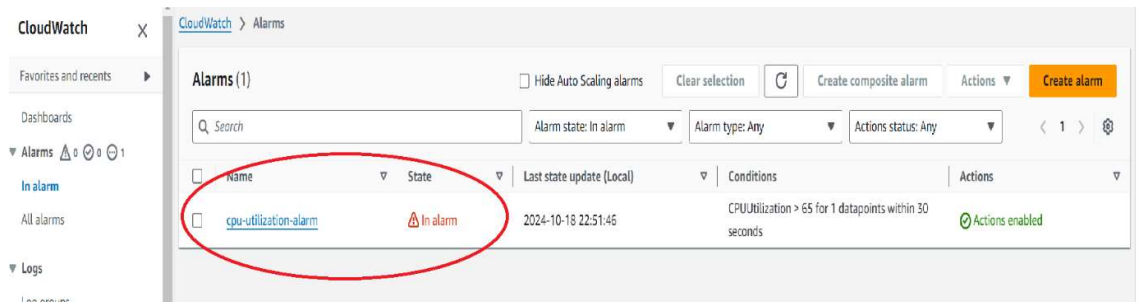 CloudWatch X
CloudWatch > Alarms
Favorites and recents
Alarms (1)
Hide Auto Scaling alarms
Clear selection
Create composite alarm
Actions
Create alarm
Dashboards
Search
Alarm state: In alarm
Alarm type: Any
Actions status: Any
1
Alarms 0 0 1
In alarm
Name State Last state update (Local) Conditions Actions
All alarms
cpu-utilization-alarm In alarm 2024-10-18 22:51:46 CPUUtilization > 65 for 1 datapoints within 30
seconds
Actions enabled
Logs
Log groups